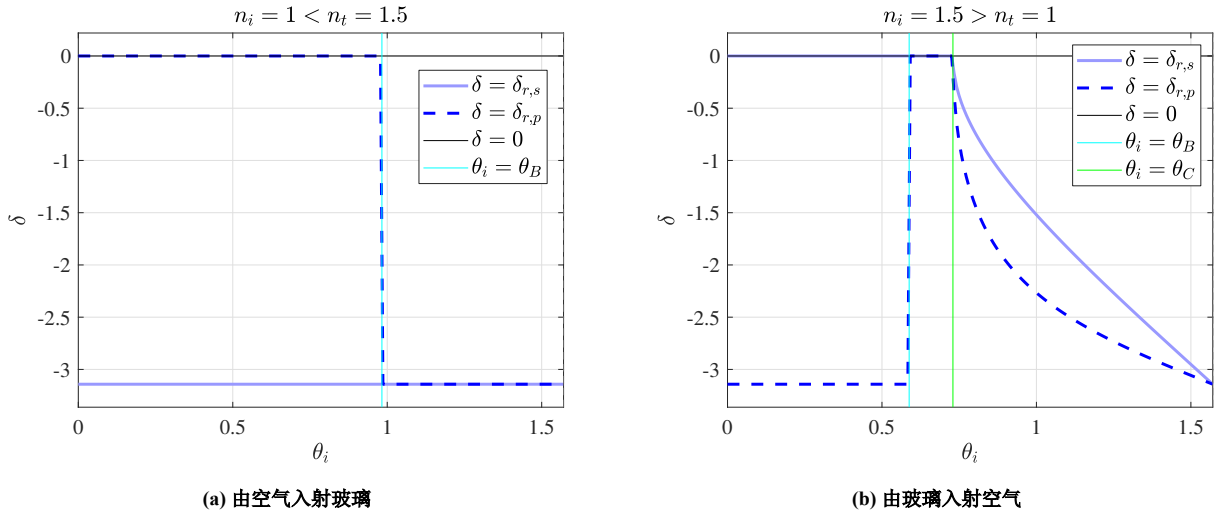 n_i = 1 < n_t = 1.5
0
-0.5
-1
-1.5
-2
-2.5
-3
δ
δ = δ_{r,s}
δ = δ_{r,p}
δ = 0
θ_i = θ_B
0 0.5 1 1.5
θ_i
(a) 由空气入射玻璃
n_i = 1.5 > n_t = 1
0
-0.5
-1
-1.5
-2
-2.5
-3
δ
δ = δ_{r,s}
δ = δ_{r,p}
δ = 0
θ_i = θ_B
θ_i = θ_C
0 0.5 1 1.5
θ_i
(b) 由玻璃入射空气